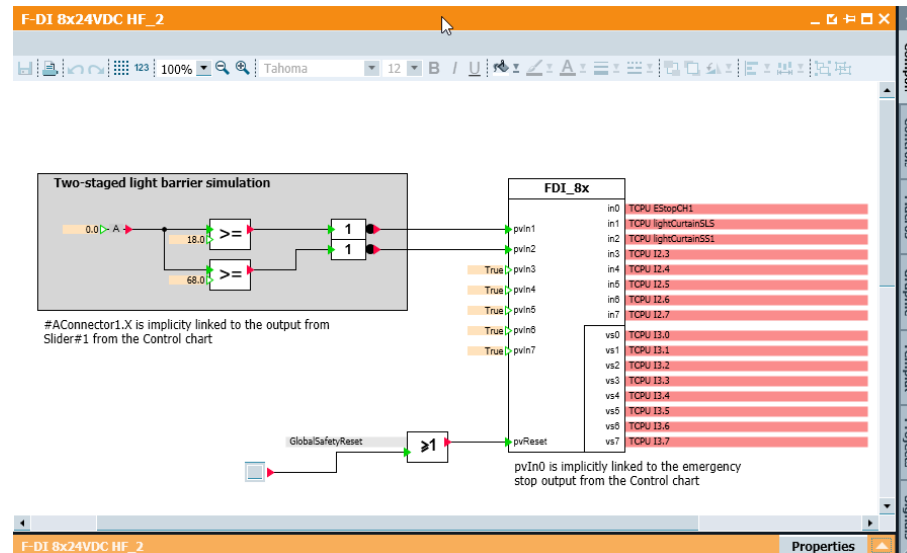 F-DI 8x24VDC HF_2
123 100% Tahoma 12 B I U A
Two-staged light barrier simulation
0.0 A
18.0 >= 1
68.0 >= 1
#AConnector1.X is implicity linked to the output from
Slider#1 from the Control chart
FDI_8x
pvIn1
pvIn2
True pvIn3
True pvIn4
True pvIn5
True pvIn6
True pvIn7
pvReset
in0 TCPU EStopCH1
in1 TCPU lightCurtainSLS
in2 TCPU lightCurtainSS1
in3 TCPU I2.3
in4 TCPU I2.4
in5 TCPU I2.5
in6 TCPU I2.6
in7 TCPU I2.7
vs0 TCPU I3.0
vs1 TCPU I3.1
vs2 TCPU I3.2
vs3 TCPU I3.3
vs4 TCPU I3.4
vs5 TCPU I3.5
vs6 TCPU I3.6
vs7 TCPU I3.7
GlobalSafetyReset
≥1
pvIn0 is implicitly linked to the emergency
stop output from the Control chart
F-DI 8x24VDC HF_2
Properties